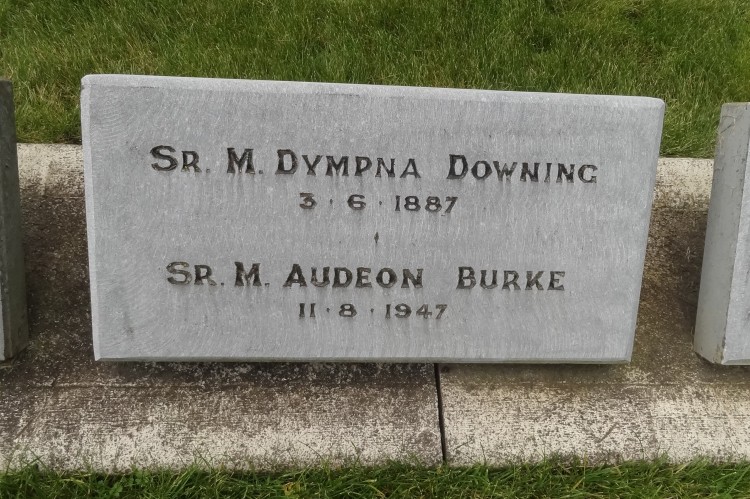 Sr. M. Dympna Downing
3 · 6 · 1887
Sr. M. Audeon Burke
11 · 8 · 1947